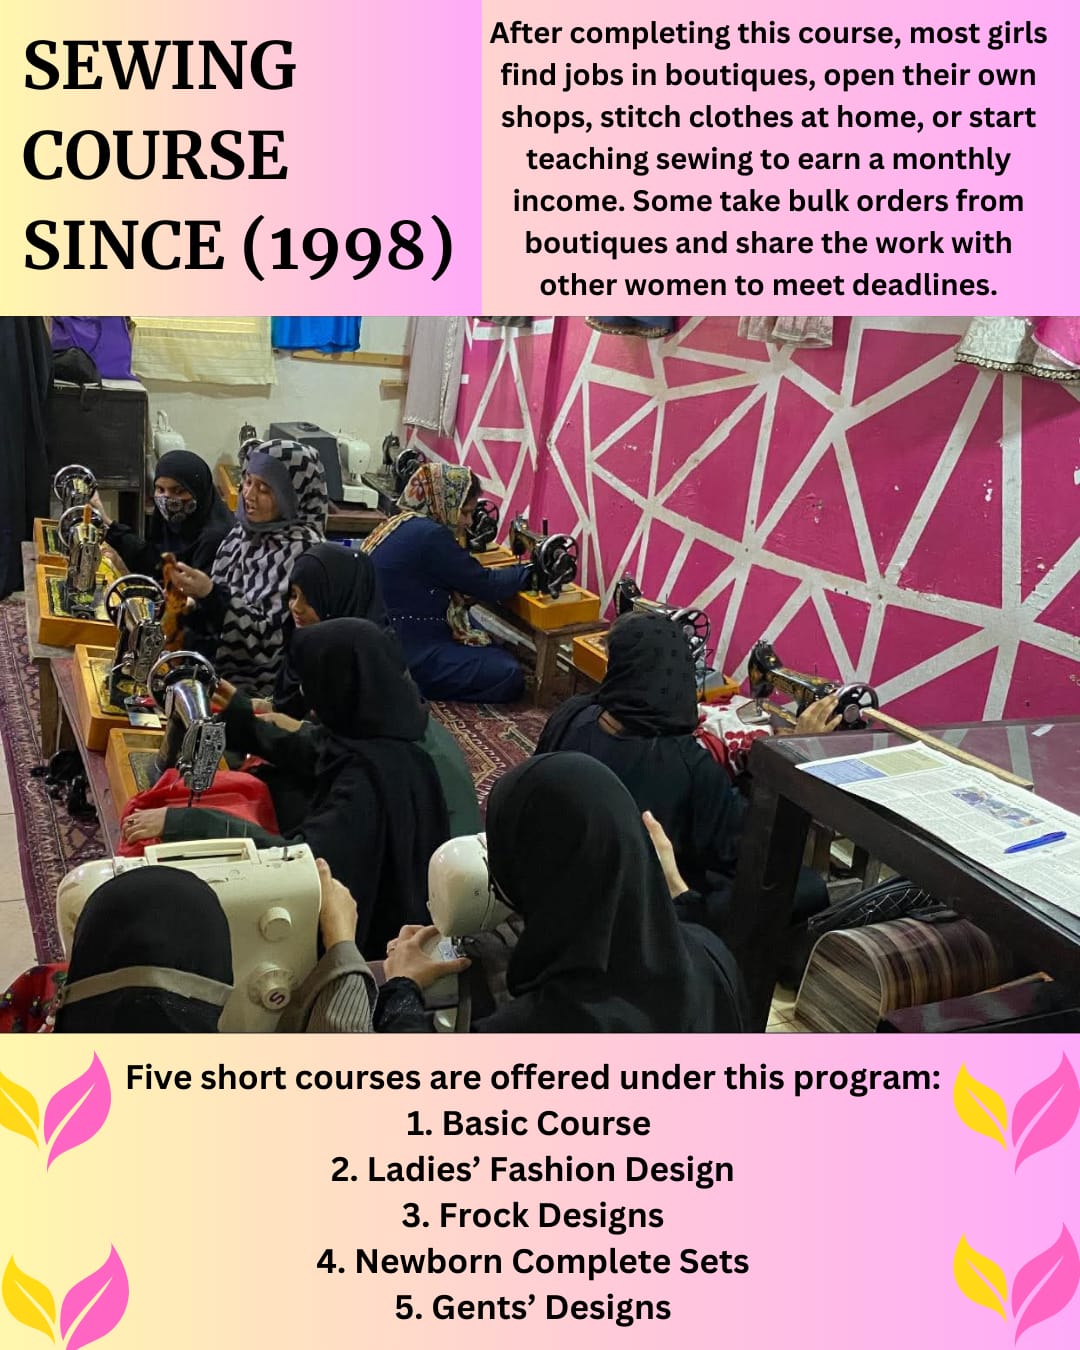 SEWING
COURSE
SINCE (1998)
After completing this course, most girls
find jobs in boutiques, open their own
shops, stitch clothes at home, or start
teaching sewing to earn a monthly
income. Some take bulk orders from
boutiques and share the work with
other women to meet deadlines.
Five short courses are offered under this program:
1. Basic Course
2. Ladies’ Fashion Design
3. Frock Designs
4. Newborn Complete Sets
5. Gents’ Designs